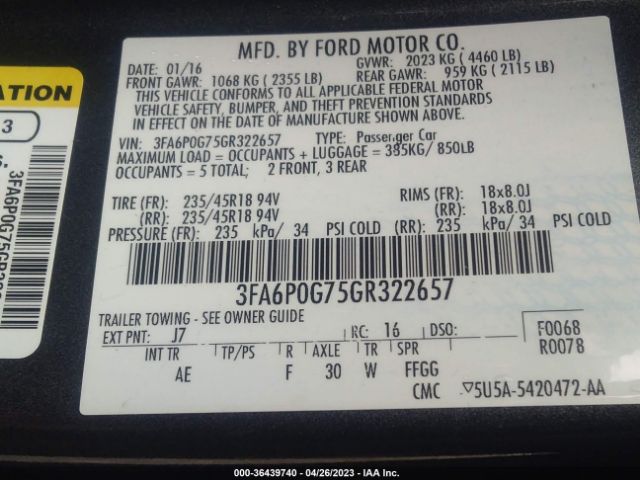 MFD. BY FORD MOTOR CO.
DATE: 01/16 GVWR: 2023 KG ( 4460 LB)
FRONT GAWR: 1068 KG ( 2355 LB) REAR GAWR: 959 KG ( 2115 LB)
THIS VEHICLE CONFORMS TO ALL APPLICABLE FEDERAL MOTOR
VEHICLE SAFETY, BUMPER, AND THEFT PREVENTION STANDARDS
IN EFFECT ON THE DATE OF MANUFACTURE SHOWN ABOVE.
VIN: 3FA6P0G75GR322657 TYPE: Passenger Car
MAXIMUM LOAD = OCCUPANTS + LUGGAGE = 385KG/ 850LB
OCCUPANTS = 5 TOTAL; 2 FRONT, 3 REAR
TIRE (FR): 235/45R18 94V RIMS (FR): 18x8.0J
(RR): 235/45R18 94V (RR): 18x8.0J
PRESSURE (FR): 235 kPa/ 34 PSI COLD (RR): 235 kPa/ 34 PSI COLD
3FA6P0G75GR322657
TRAILER TOWING - SEE OWNER GUIDE
EXT PNT: J7 RC: 16 DSO: F0068
R0078
INT TR TP/PS R AXLE TR SPR
AE F 30 W FFGG
CMC ▽5U5A-5420472-AA
ATION
3
3FA6P0G75GR322
000-36439740 - 04/26/2023 - IAA Inc.